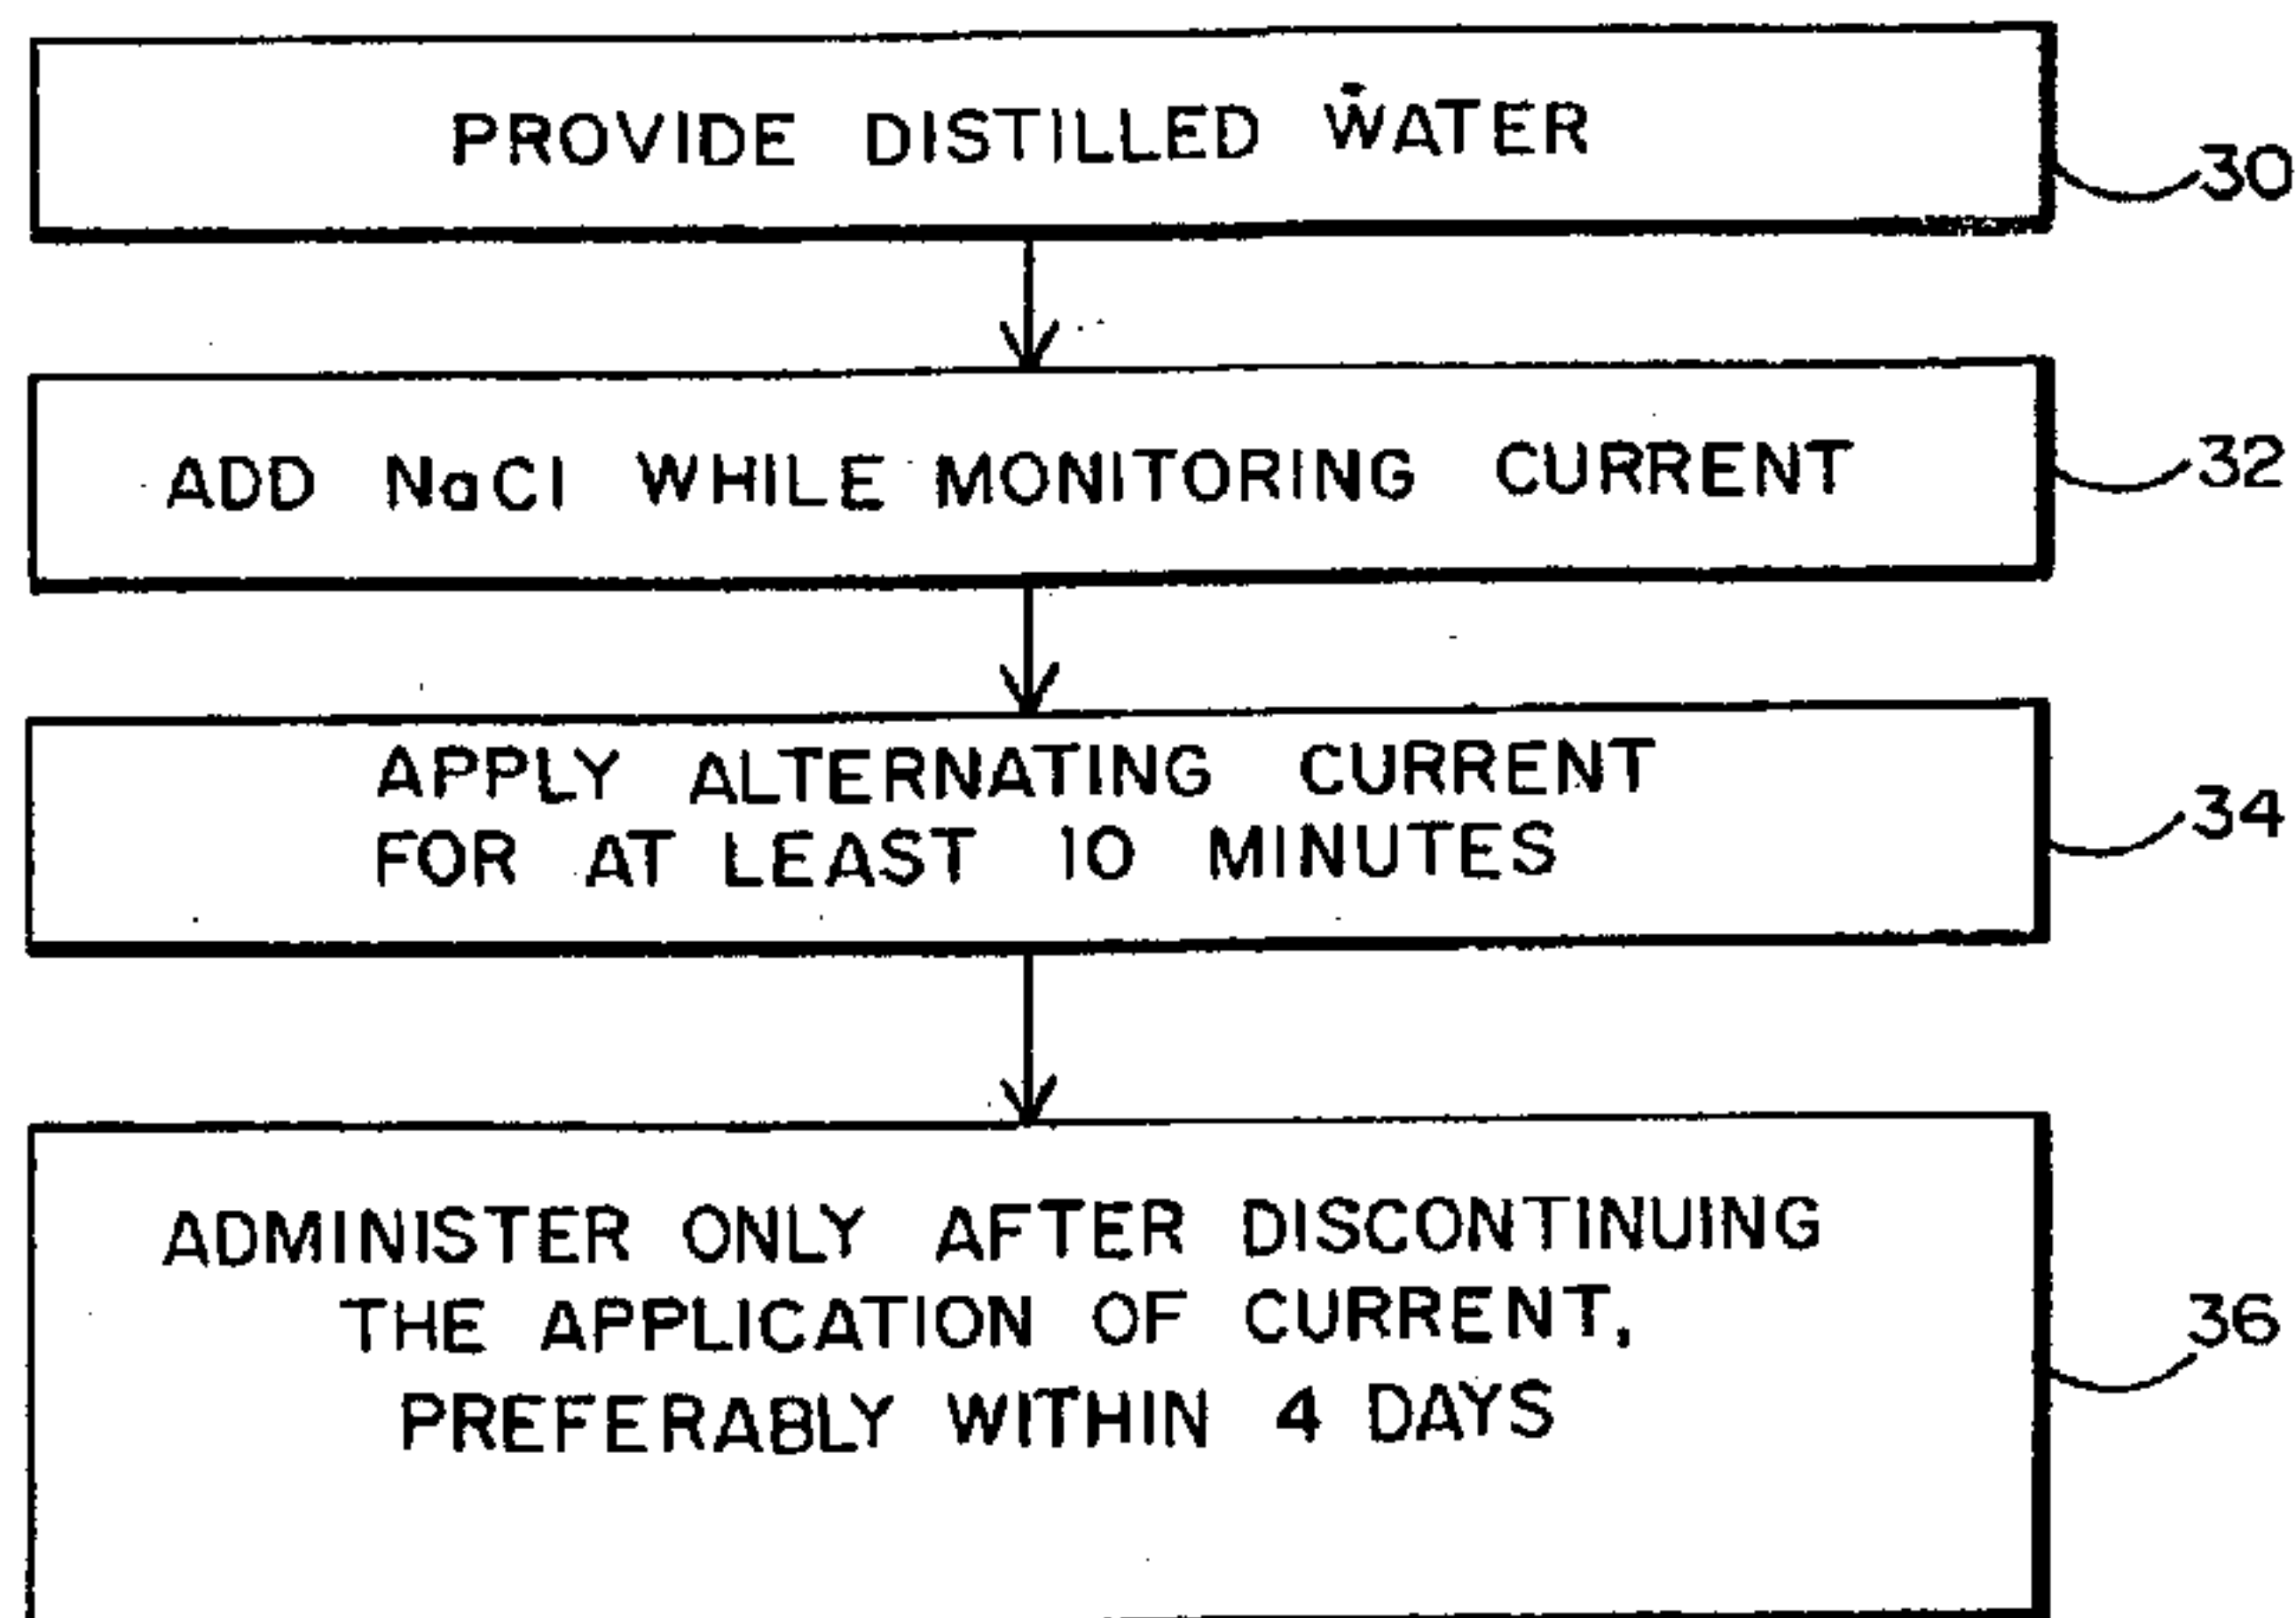 PROVIDE DISTILLED WATER
30
ADD NaCl WHILE MONITORING CURRENT
32
APPLY ALTERNATING CURRENT
FOR AT LEAST 10 MINUTES
34
ADMINISTER ONLY AFTER DISCONTINUING
THE APPLICATION OF CURRENT,
PREFERABLY WITHIN 4 DAYS
36